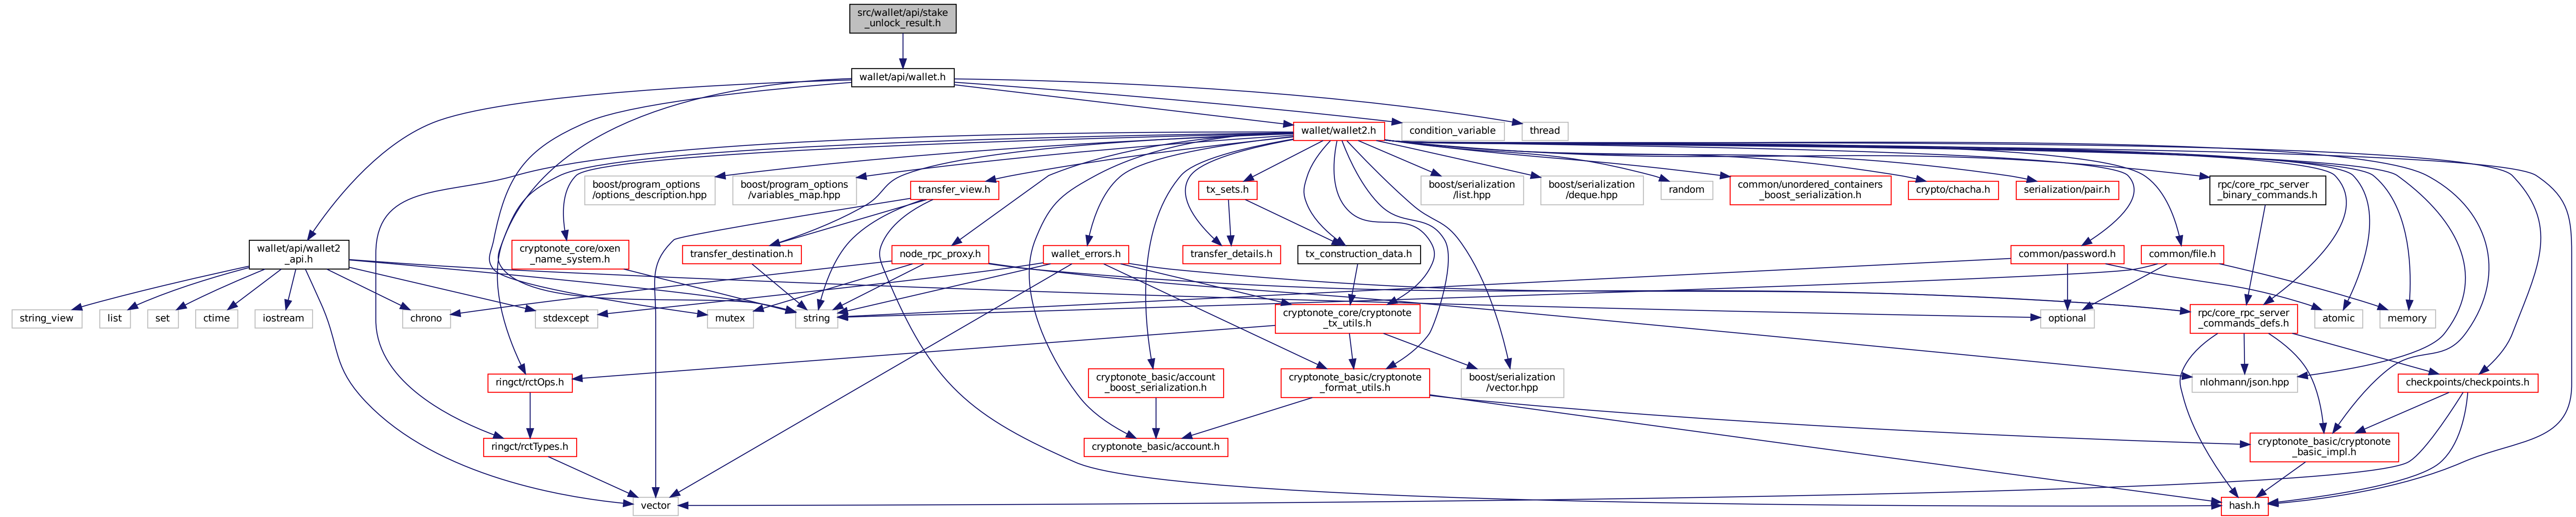 src/wallet/api/stake
_unlock_result.h
wallet/api/wallet.h
wallet/wallet2.h
condition_variable
thread
boost/program_options
/options_description.hpp
boost/program_options
/variables_map.hpp
transfer_view.h
tx_sets.h
boost/serialization
/list.hpp
boost/serialization
/deque.hpp
random
common/unordered_containers
_boost_serialization.h
crypto/chacha.h
serialization/pair.h
rpc/core_rpc_server
_binary_commands.h
wallet/api/wallet2
_api.h
cryptonote_core/oxen
_name_system.h
transfer_destination.h
node_rpc_proxy.h
wallet_errors.h
transfer_details.h
tx_construction_data.h
common/password.h
common/file.h
string_view
list
set
ctime
iostream
chrono
stdexcept
mutex
string
cryptonote_core/cryptonote
_tx_utils.h
optional
rpc/core_rpc_server
_commands_defs.h
atomic
memory
ringct/rctOps.h
cryptonote_basic/account
_boost_serialization.h
cryptonote_basic/cryptonote
_format_utils.h
boost/serialization
/vector.hpp
nlohmann/json.hpp
checkpoints/checkpoints.h
ringct/rctTypes.h
cryptonote_basic/account.h
cryptonote_basic/cryptonote
_basic_impl.h
vector
hash.h